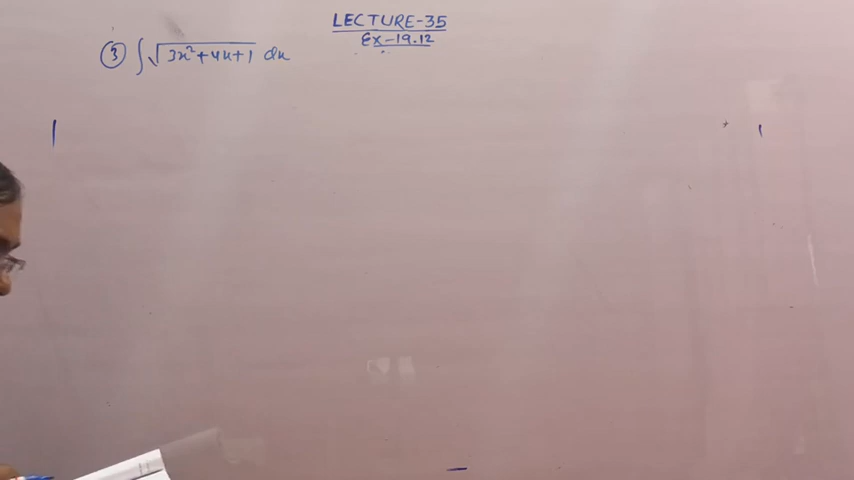 LECTURE-35
Ex-19.12
③ ∫√3x²+4x+1 dx